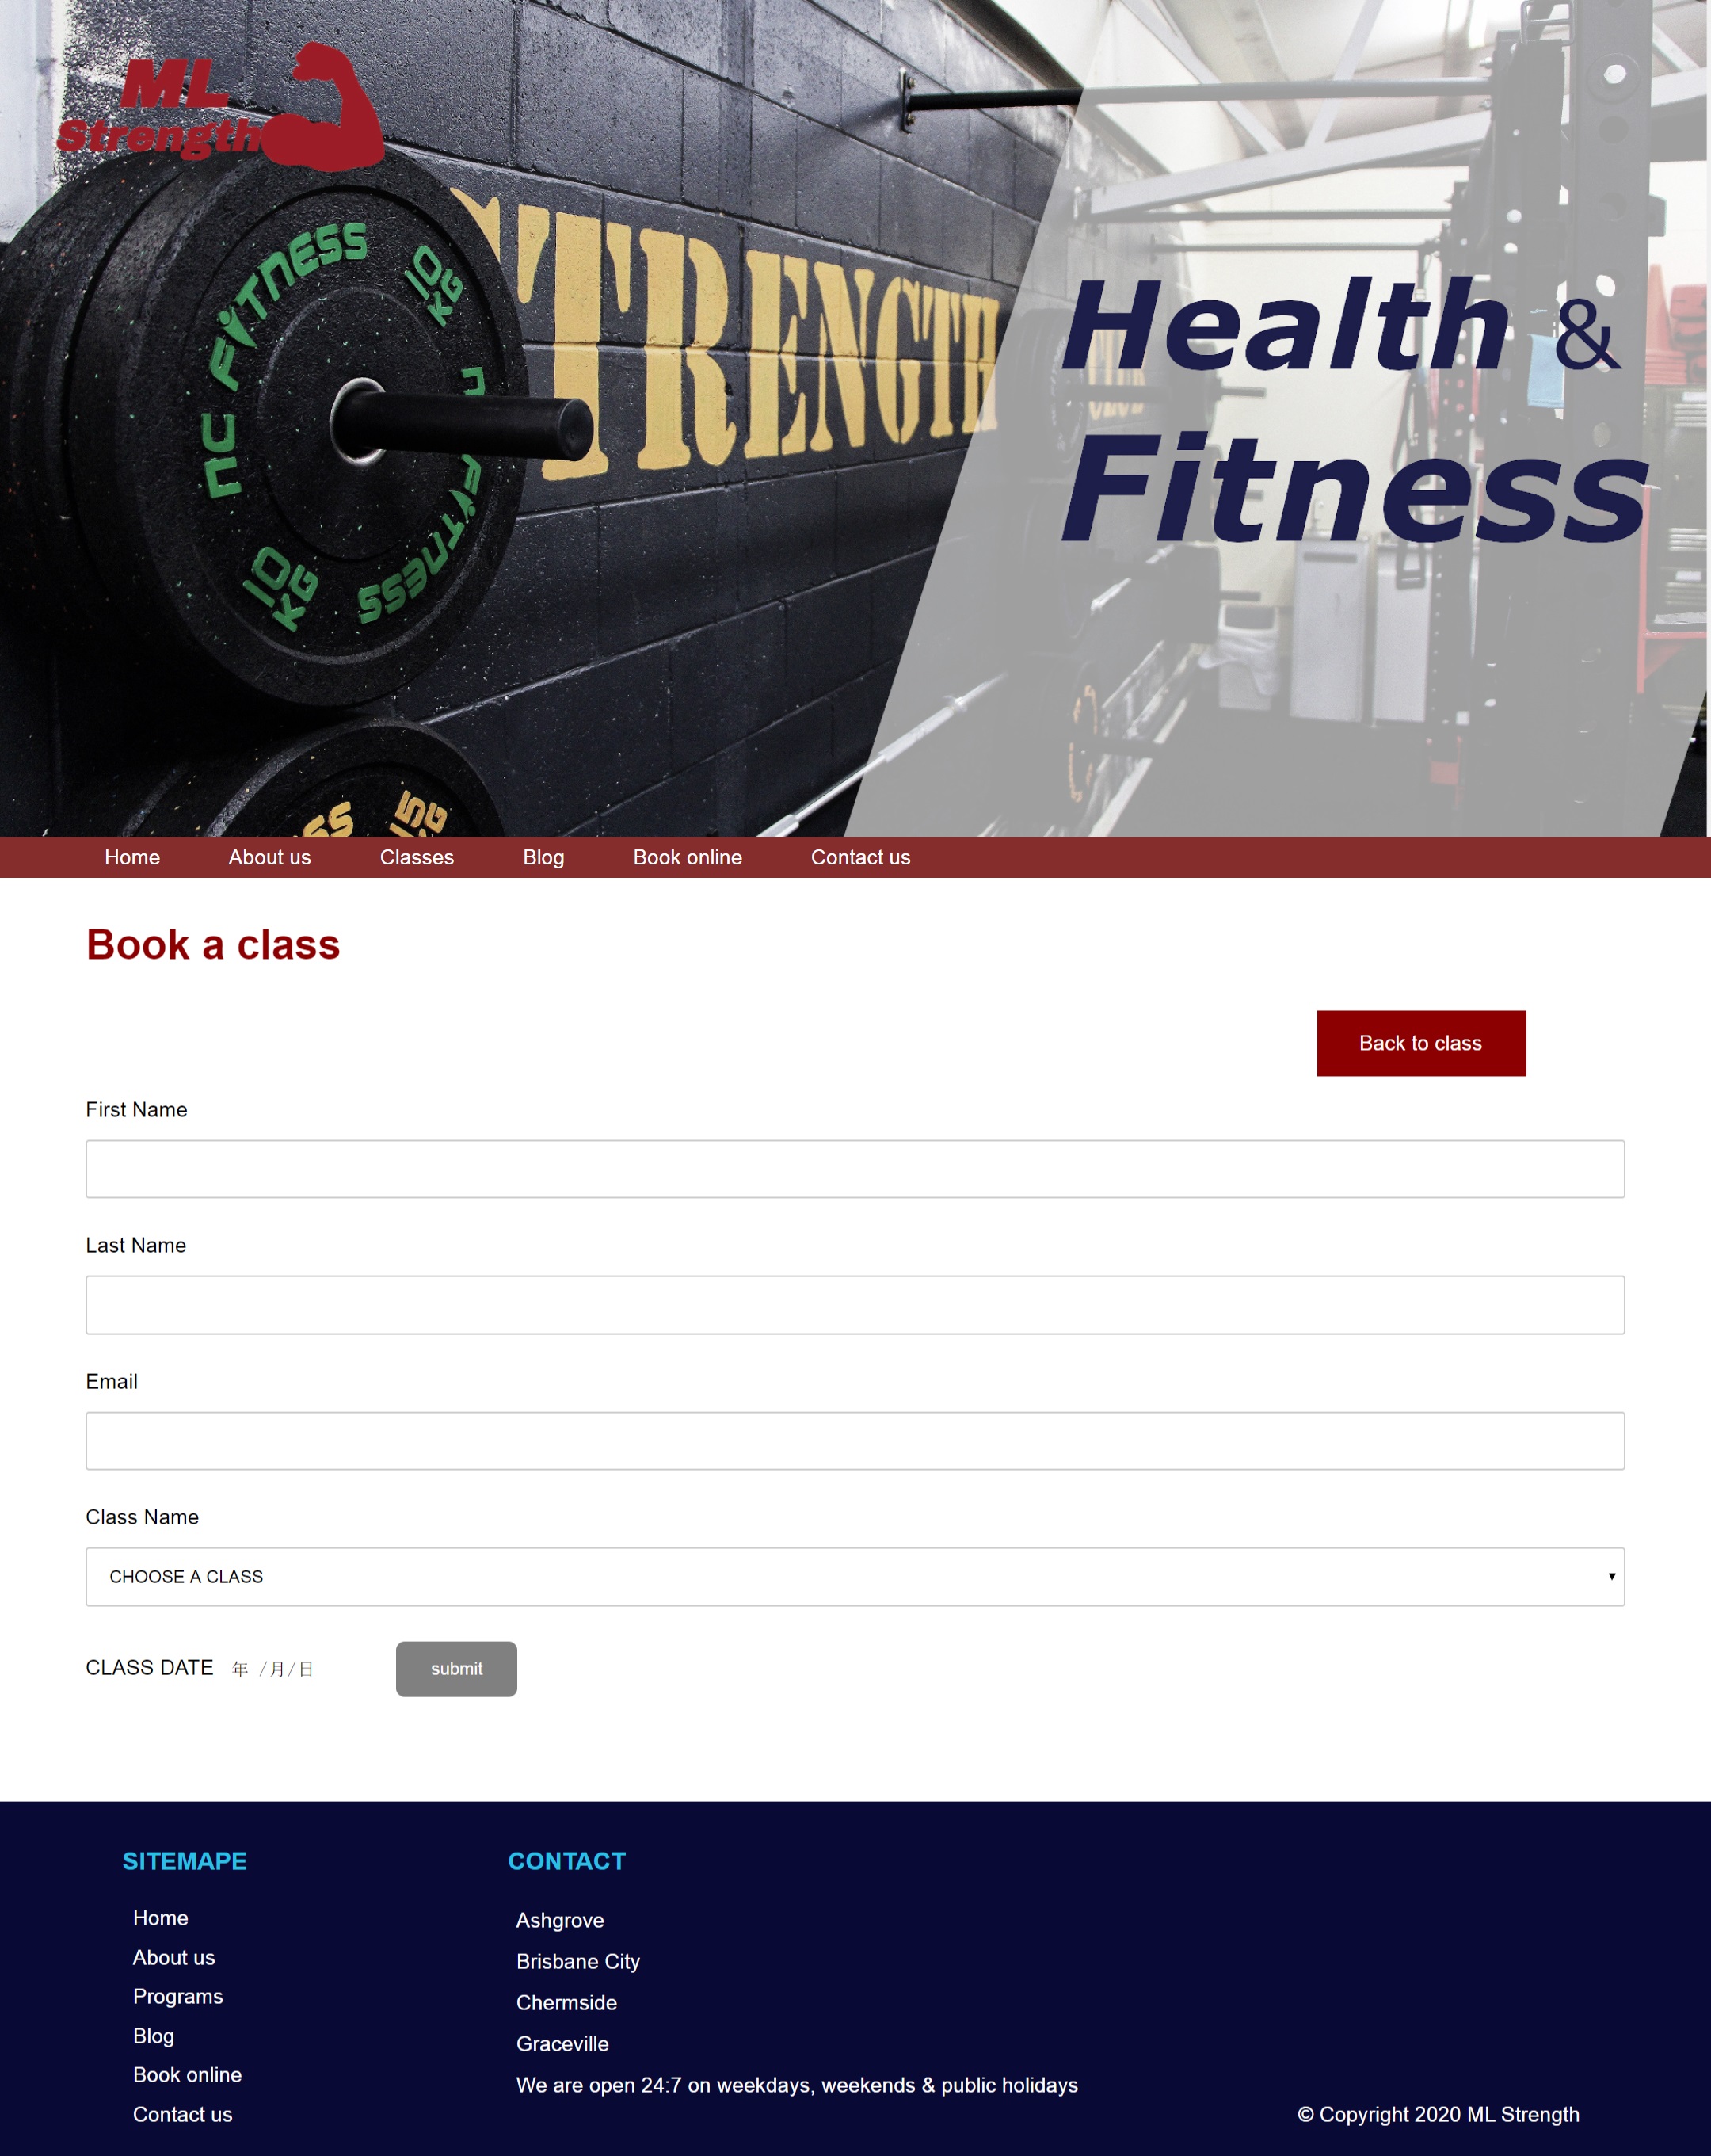 ML
Strength
NC FITNESS
10
KG
NC FITNESS
10
KG
STRENGTH
Health &
Fitness
15
KG
Home About us Classes Blog Book online Contact us
Book a class
Back to class
First Name
Last Name
Email
Class Name
CHOOSE A CLASS
CLASS DATE 年 /月/日 submit
SITEMAPE
Home
About us
Programs
Blog
Book online
Contact us
CONTACT
Ashgrove
Brisbane City
Chermside
Graceville
We are open 24:7 on weekdays, weekends & public holidays
© Copyright 2020 ML Strength